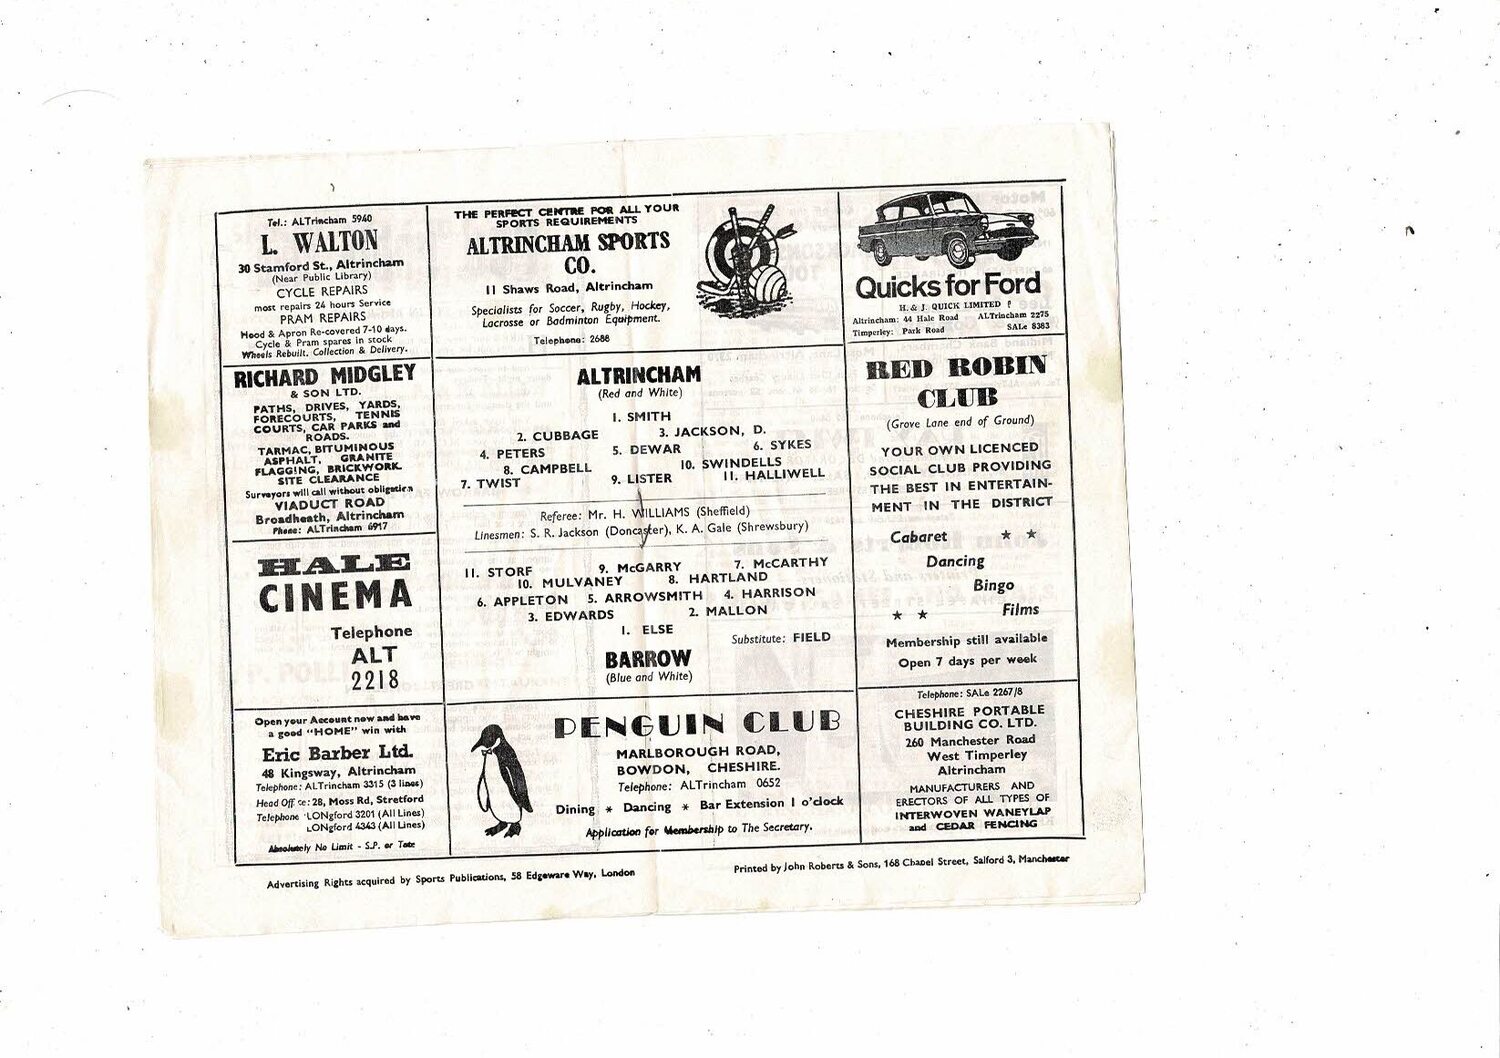 Tel.: ALTrincham 5940
L. WALTON
30 Stamford St., Altrincham
(Near Public Library)
CYCLE REPAIRS
most repairs 24 hours Service
PRAM REPAIRS
Hood & Apron Re-covered 7-10 days.
Cycle & Pram spares in stock
Wheels Rebuilt. Collection & Delivery.
THE PERFECT CENTRE FOR ALL YOUR
SPORTS REQUIREMENTS
ALTRINCHAM SPORTS
CO.
11 Shaws Road, Altrincham
Specialists for Soccer, Rugby, Hockey,
Lacrosse or Badminton Equipment.
Telephone: 2688
Quicks for Ford
H. & J. QUICK LIMITED
Altrincham: 44 Hale Road ALTrincham 2275
Timperley: Park Road SALe 8383
RICHARD MIDGLEY
& SON LTD.
PATHS, DRIVES, YARDS,
FORECOURTS, TENNIS
COURTS, CAR PARKS and
ROADS.
TARMAC, BITUMINOUS
ASPHALT, GRANITE
FLAGGING, BRICKWORK.
SITE CLEARANCE
Surveyors will call without obligation
VIADUCT ROAD
Broadheath, Altrincham
Phone: ALTrincham 6917
HALE
CINEMA
Telephone
ALT
2218
Open your Account now and have
a good "HOME" win with
Eric Barber Ltd.
48 Kingsway, Altrincham
Telephone: ALTrincham 3315 (3 lines)
Head Office: 28, Moss Rd, Stretford
Telephone LONgford 3201 (All Lines)
LONgford 4343 (All Lines)
Absolutely No Limit - S.P. or Tote
ALTRINCHAM
(Red and White)
1. SMITH
2. CUBBAGE 3. JACKSON, D.
4. PETERS 5. DEWAR 6. SYKES
8. CAMPBELL 10. SWINDELLS
7. TWIST 9. LISTER 11. HALLIWELL
Referee: Mr. H. WILLIAMS (Sheffield)
Linesmen: S. R. Jackson (Doncaster), K. A. Gale (Shrewsbury)
11. STORF 9. McGARRY 7. McCARTHY
10. MULVANEY 8. HARTLAND
6. APPLETON 5. ARROWSMITH 4. HARRISON
3. EDWARDS 2. MALLON
1. ELSE
Substitute: FIELD
BARROW
(Blue and White)
PENGUIN CLUB
MARLBOROUGH ROAD,
BOWDON, CHESHIRE.
Telephone: ALTrincham 0652
Dining * Dancing * Bar Extension 1 o'clock
Application for Membership to The Secretary.
RED ROBIN
CLUB
(Grove Lane end of Ground)
YOUR OWN LICENCED
SOCIAL CLUB PROVIDING
THE BEST IN ENTERTAIN-
MENT IN THE DISTRICT
Cabaret ★ ★
Dancing
Bingo
★ ★ Films
Membership still available
Open 7 days per week
Telephone: SALe 2267/8
CHESHIRE PORTABLE
BUILDING CO. LTD.
260 Manchester Road
West Timperley
Altrincham
MANUFACTURERS AND
ERECTORS OF ALL TYPES OF
INTERWOVEN WANEYLAP
and CEDAR FENCING
Advertising Rights acquired by Sports Publications, 58 Edgeware Way, London
Printed by John Roberts & Sons, 168 Chapel Street, Salford 3, Manchester